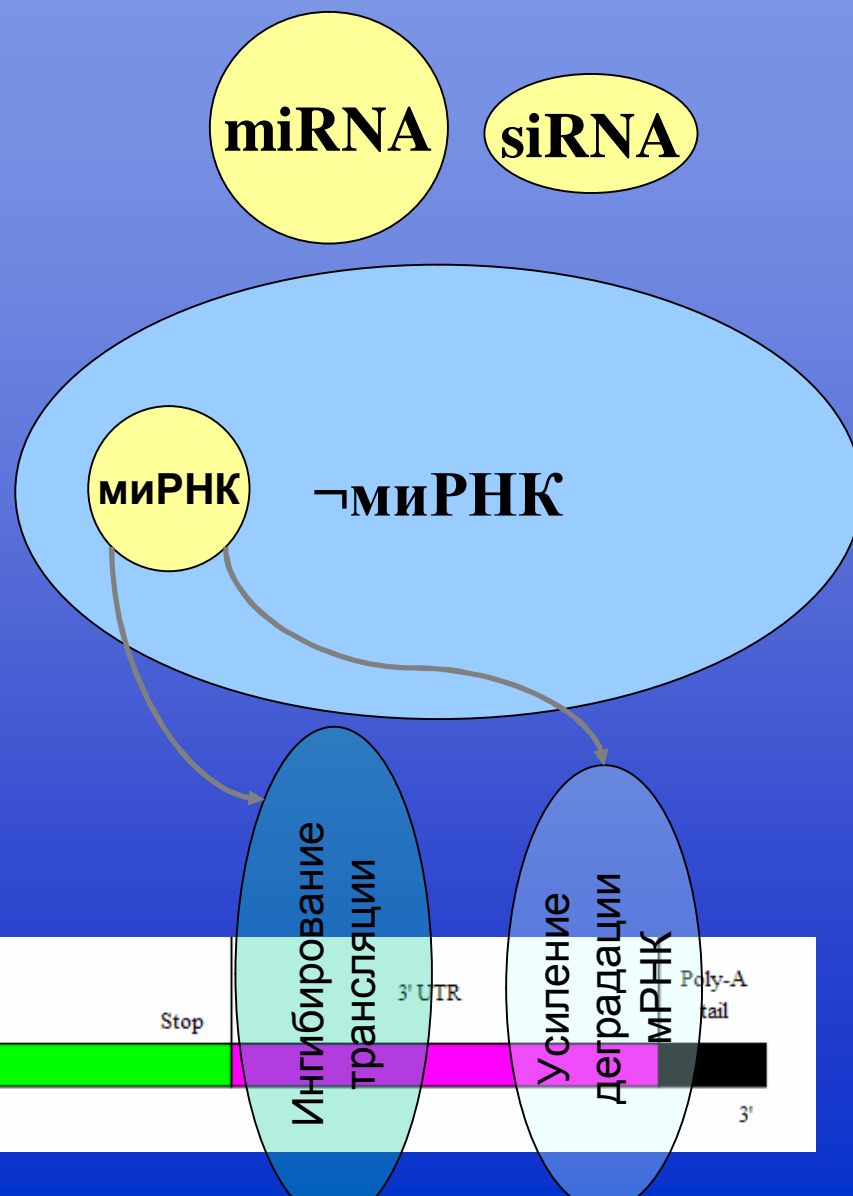 miRNA
siRNA
миРНК
¬миРНК
Ингибирование
трансляции
Усиление
деградации
мРНК
Stop
3' UTR
Poly-A
tail
3'